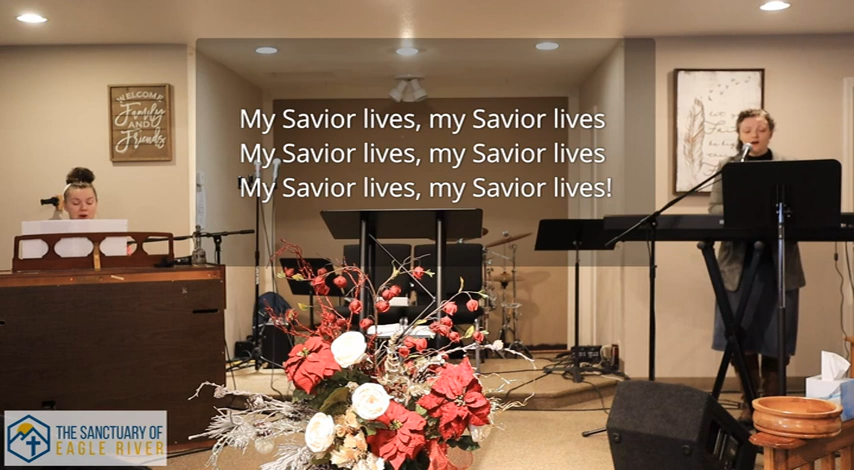 My Savior lives, my Savior lives
My Savior lives, my Savior lives
My Savior lives, my Savior lives!
WELCOME
Family
AND
Friends
THE SANCTUARY OF
EAGLE RIVER